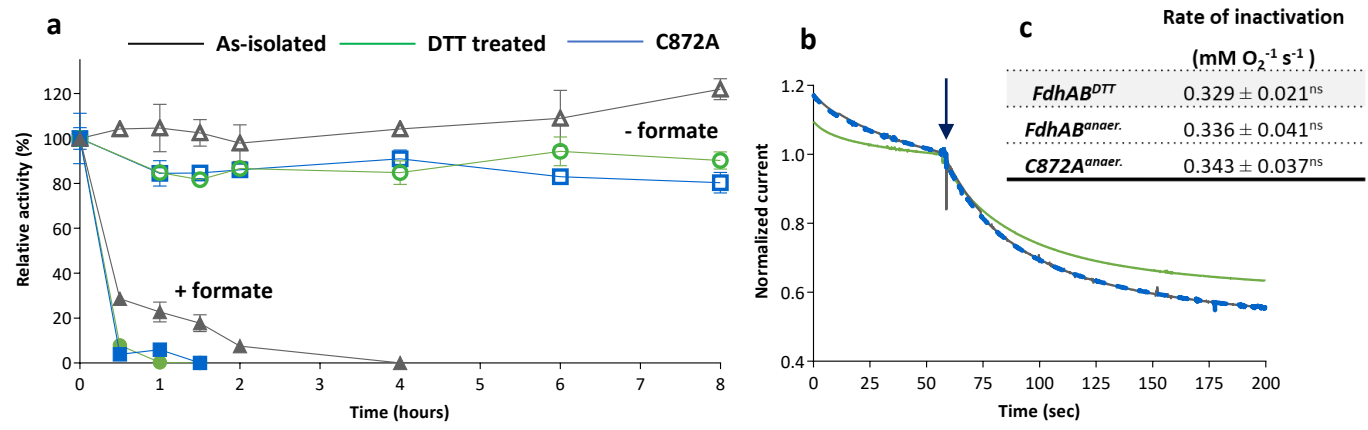 a
As-isolated DTT treated C872A
Relative activity (%)
120
100
80
60
40
20
0
- formate
+ formate
0 1 2 3 4 5 6 7 8
Time (hours)
b
Normalized current
1.2
1.0
0.8
0.6
0.4
0 25 50 75 100 125 150 175 200
Time (sec)
c
Rate of inactivation
(mM O₂⁻¹ s⁻¹ )
FdhABᴰᵀᵀ 0.329 ± 0.021ⁿˢ
FdhABᵃⁿᵃᵉʳ· 0.336 ± 0.041ⁿˢ
C872Aᵃⁿᵃᵉʳ· 0.343 ± 0.037ⁿˢ